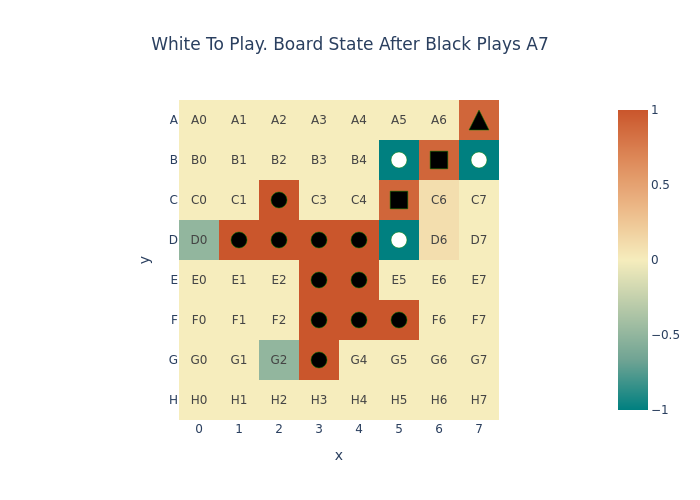 White To Play. Board State After Black Plays A7
A A0 A1 A2 A3 A4 A5 A6
B B0 B1 B2 B3 B4
C C0 C1 C3 C4 C6 C7
D D0 D6 D7
E E0 E1 E2 E5 E6 E7
F F0 F1 F2 F6 F7
G G0 G1 G2 G4 G5 G6 G7
H H0 H1 H2 H3 H4 H5 H6 H7
0 1 2 3 4 5 6 7
x
y
1
0.5
0
−0.5
−1